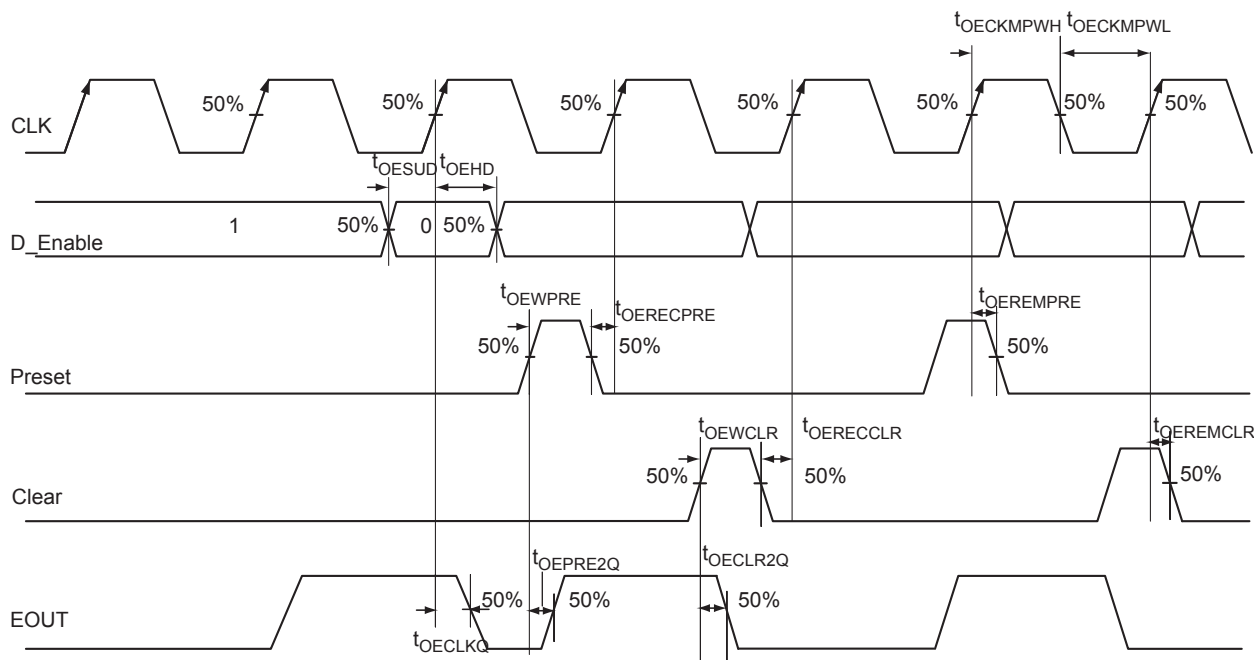 tOECKMPWH tOECKMPWL
50% 50% 50% 50% 50% 50% 50%
CLK
tOESUD tOEHD
1 50% 0 50%
D_Enable
tOEWPRE tOERECPRE tOEREMPRE
50% 50% 50%
Preset
tOEWCLR tOERECCLR tOEREMCLR
50% 50% 50%
Clear
tOEPRE2Q tOECLR2Q
50% 50% 50%
EOUT
tOECLKQ